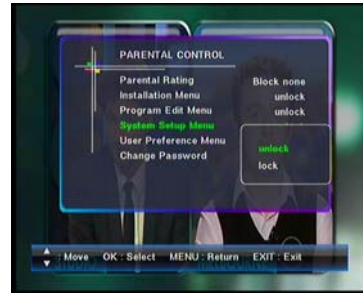 PARENTAL CONTROL
Parental Rating Block none
Installation Menu unlock
Program Edit Menu unlock
System Setup Menu
User Preference Menu unlock
Change Password lock
: Move OK : Select MENU : Return EXIT : Exit